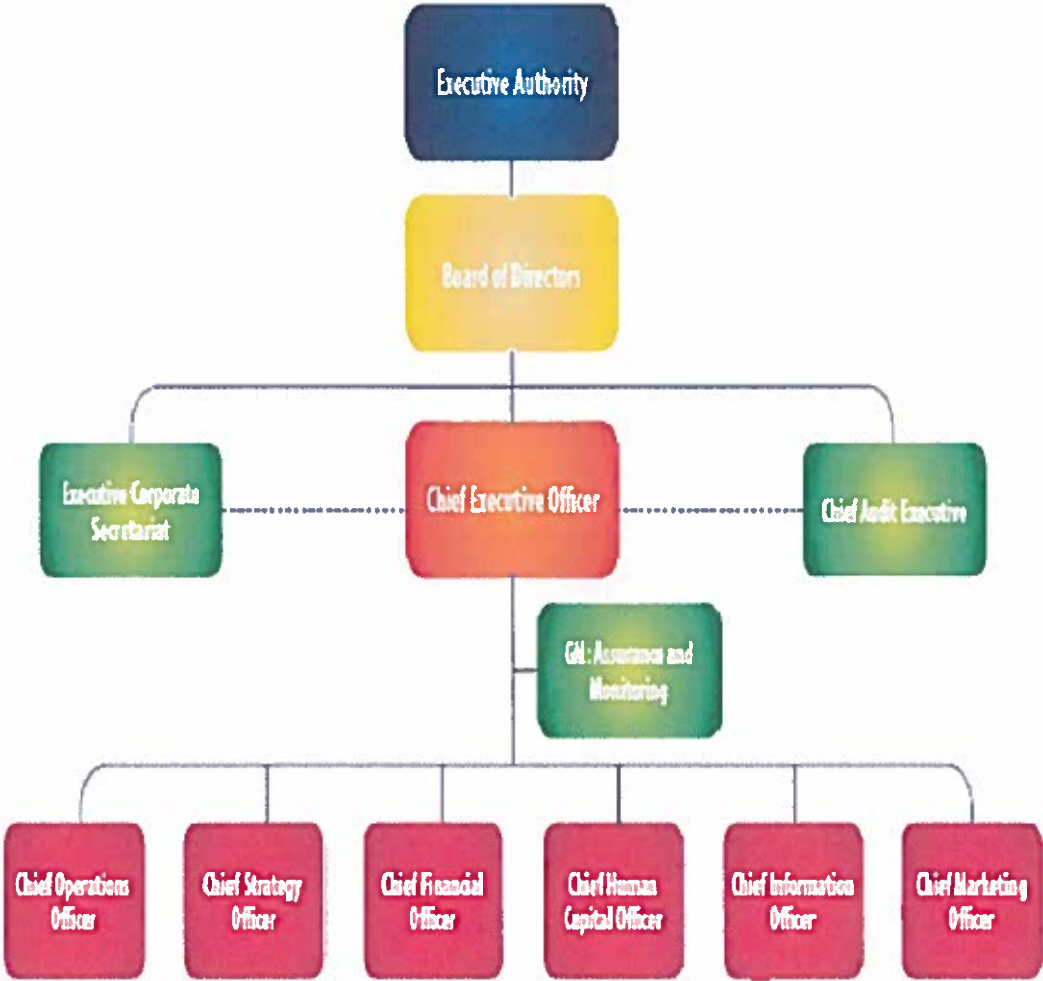 Executive Authority
Board of Directors
Executive Corporate
Secretariat
Chief Executive Officer
Chief Audit Executive
Assurance and
Monitoring
Chief Operations
Officer
Chief Strategy
Officer
Chief Financial
Officer
Chief Human
Capital Officer
Chief Information
Officer
Chief Marketing
Officer